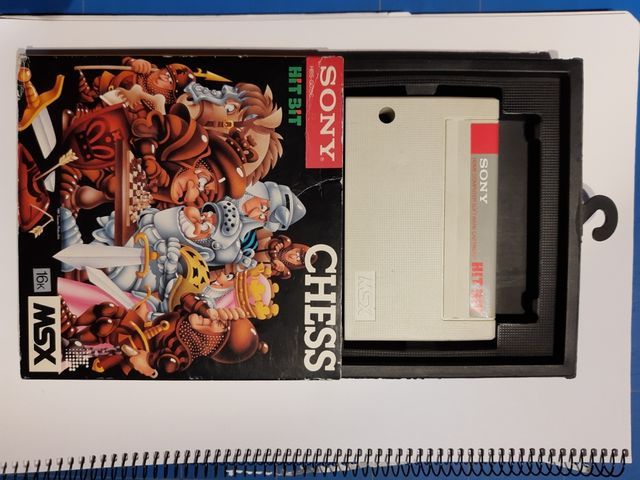 SONY
HiT BiT
CHESS
16K
MSX
SONY
HiT BiT
MSX